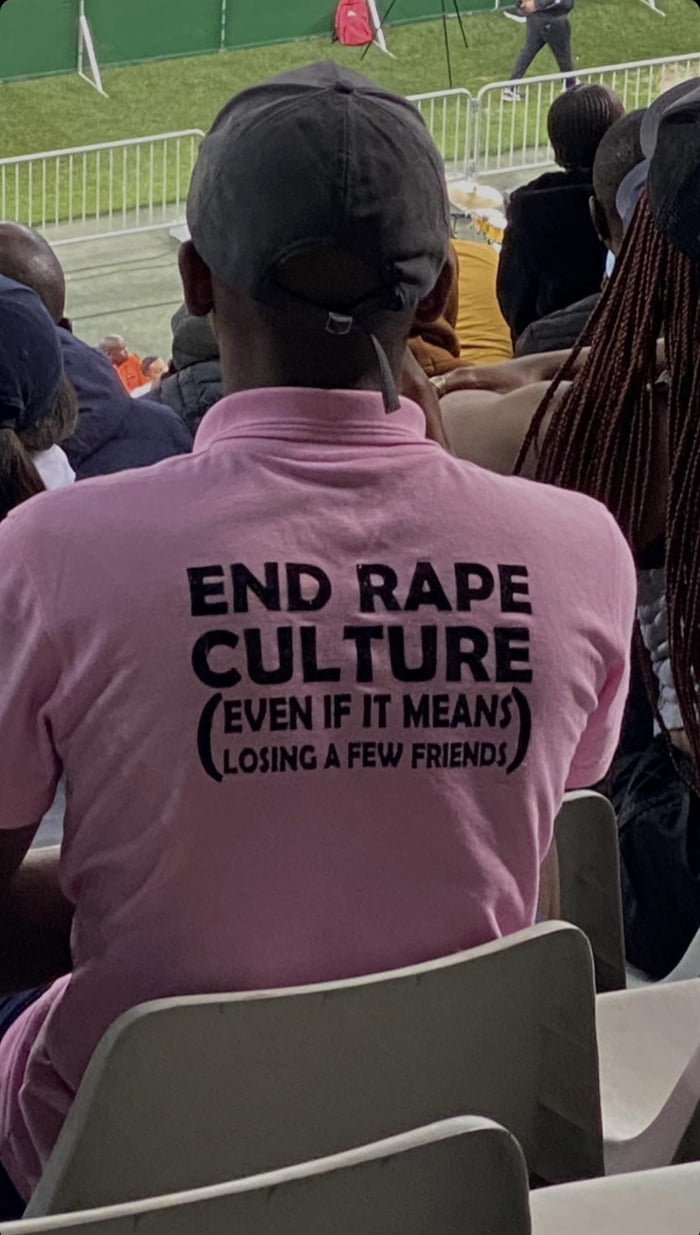 END RAPE
CULTURE
(EVEN IF IT MEANS
LOSING A FEW FRIENDS)